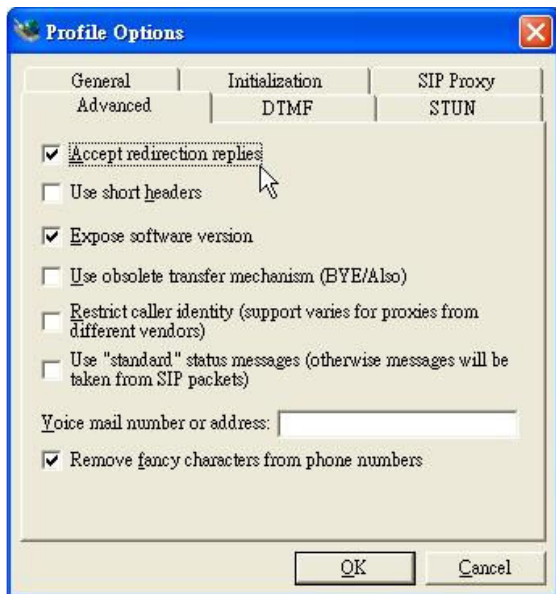 Profile Options
General Initialization SIP Proxy
Advanced DTMF STUN
Accept redirection replies
Use short headers
Expose software version
Use obsolete transfer mechanism (BYE/Also)
Restrict caller identity (support varies for proxies from
different vendors)
Use "standard" status messages (otherwise messages will be
taken from SIP packets)
Voice mail number or address:
Remove fancy characters from phone numbers
OK Cancel